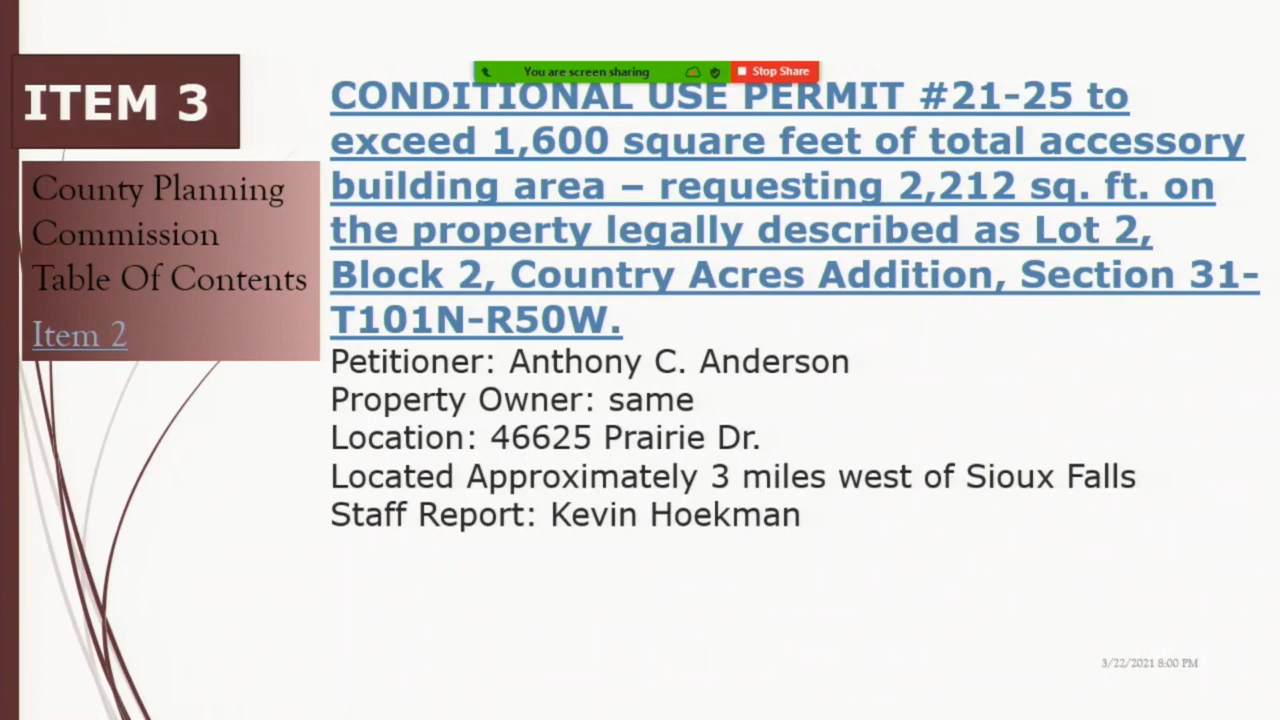 You are screen sharing
Stop Share
ITEM 3
County Planning
Commission
Table Of Contents
Item 2
CONDITIONAL USE PERMIT #21-25 to
exceed 1,600 square feet of total accessory
building area – requesting 2,212 sq. ft. on
the property legally described as Lot 2,
Block 2, Country Acres Addition, Section 31-
T101N-R50W.
Petitioner: Anthony C. Anderson
Property Owner: same
Location: 46625 Prairie Dr.
Located Approximately 3 miles west of Sioux Falls
Staff Report: Kevin Hoekman
3/22/2021 8:00 PM